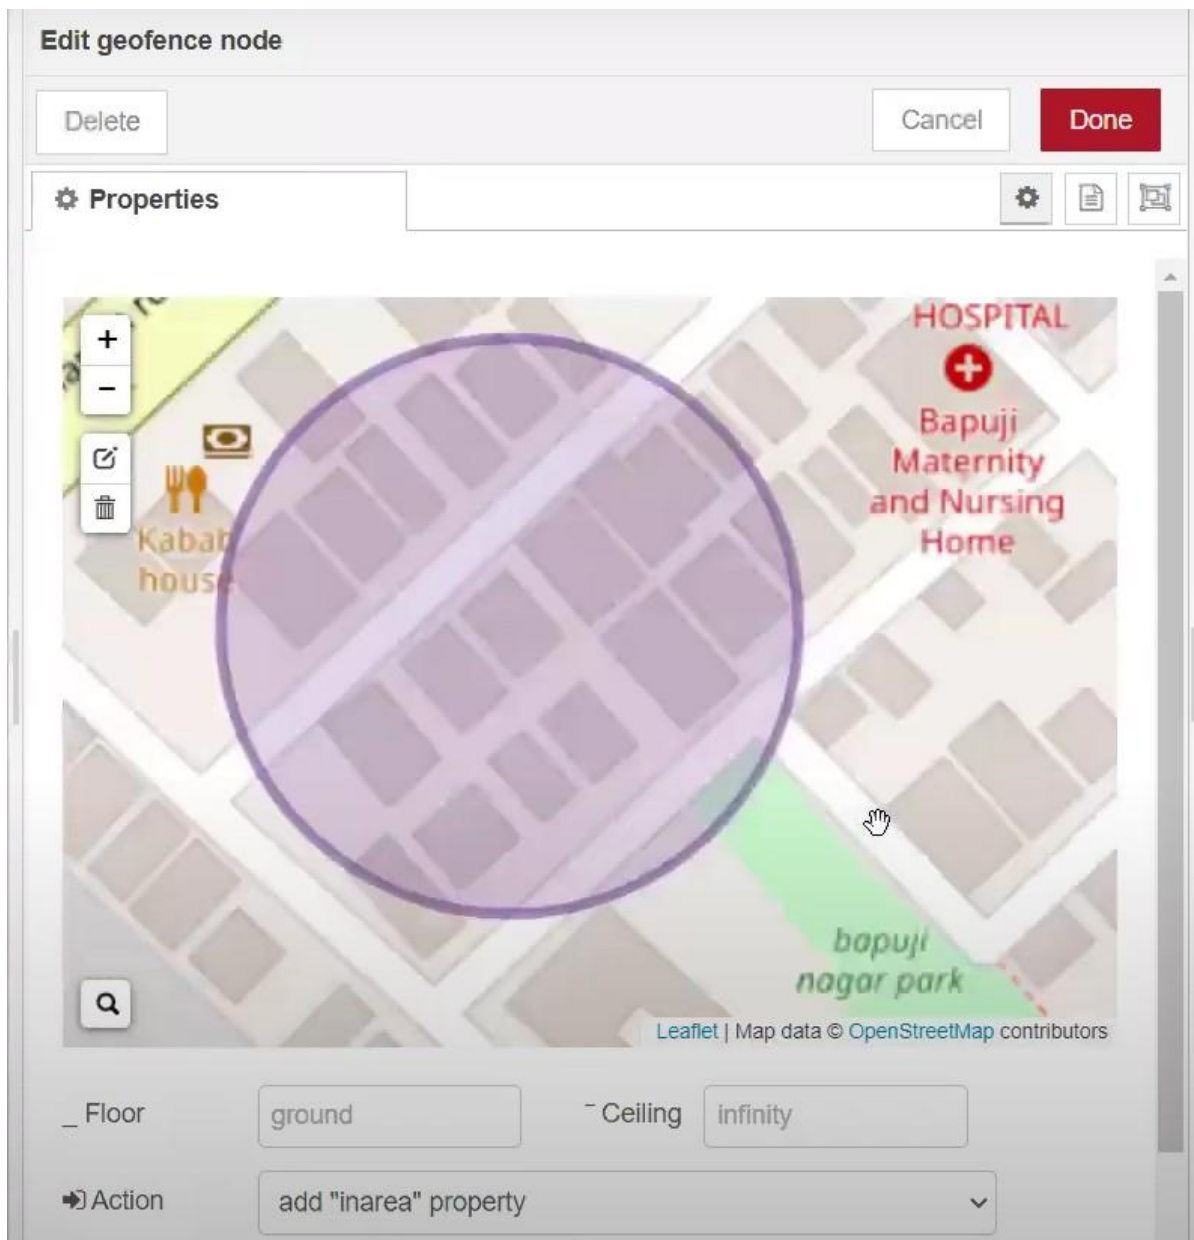 Edit geofence node
Delete
Cancel
Done
Properties
+
HOSPITAL
−
Bapuji
Maternity
and Nursing
Home
Kabab
house
bapuji
nagar park
Leaflet | Map data © OpenStreetMap contributors
_ Floor
ground
‾ Ceiling
infinity
Action
add "inarea" property